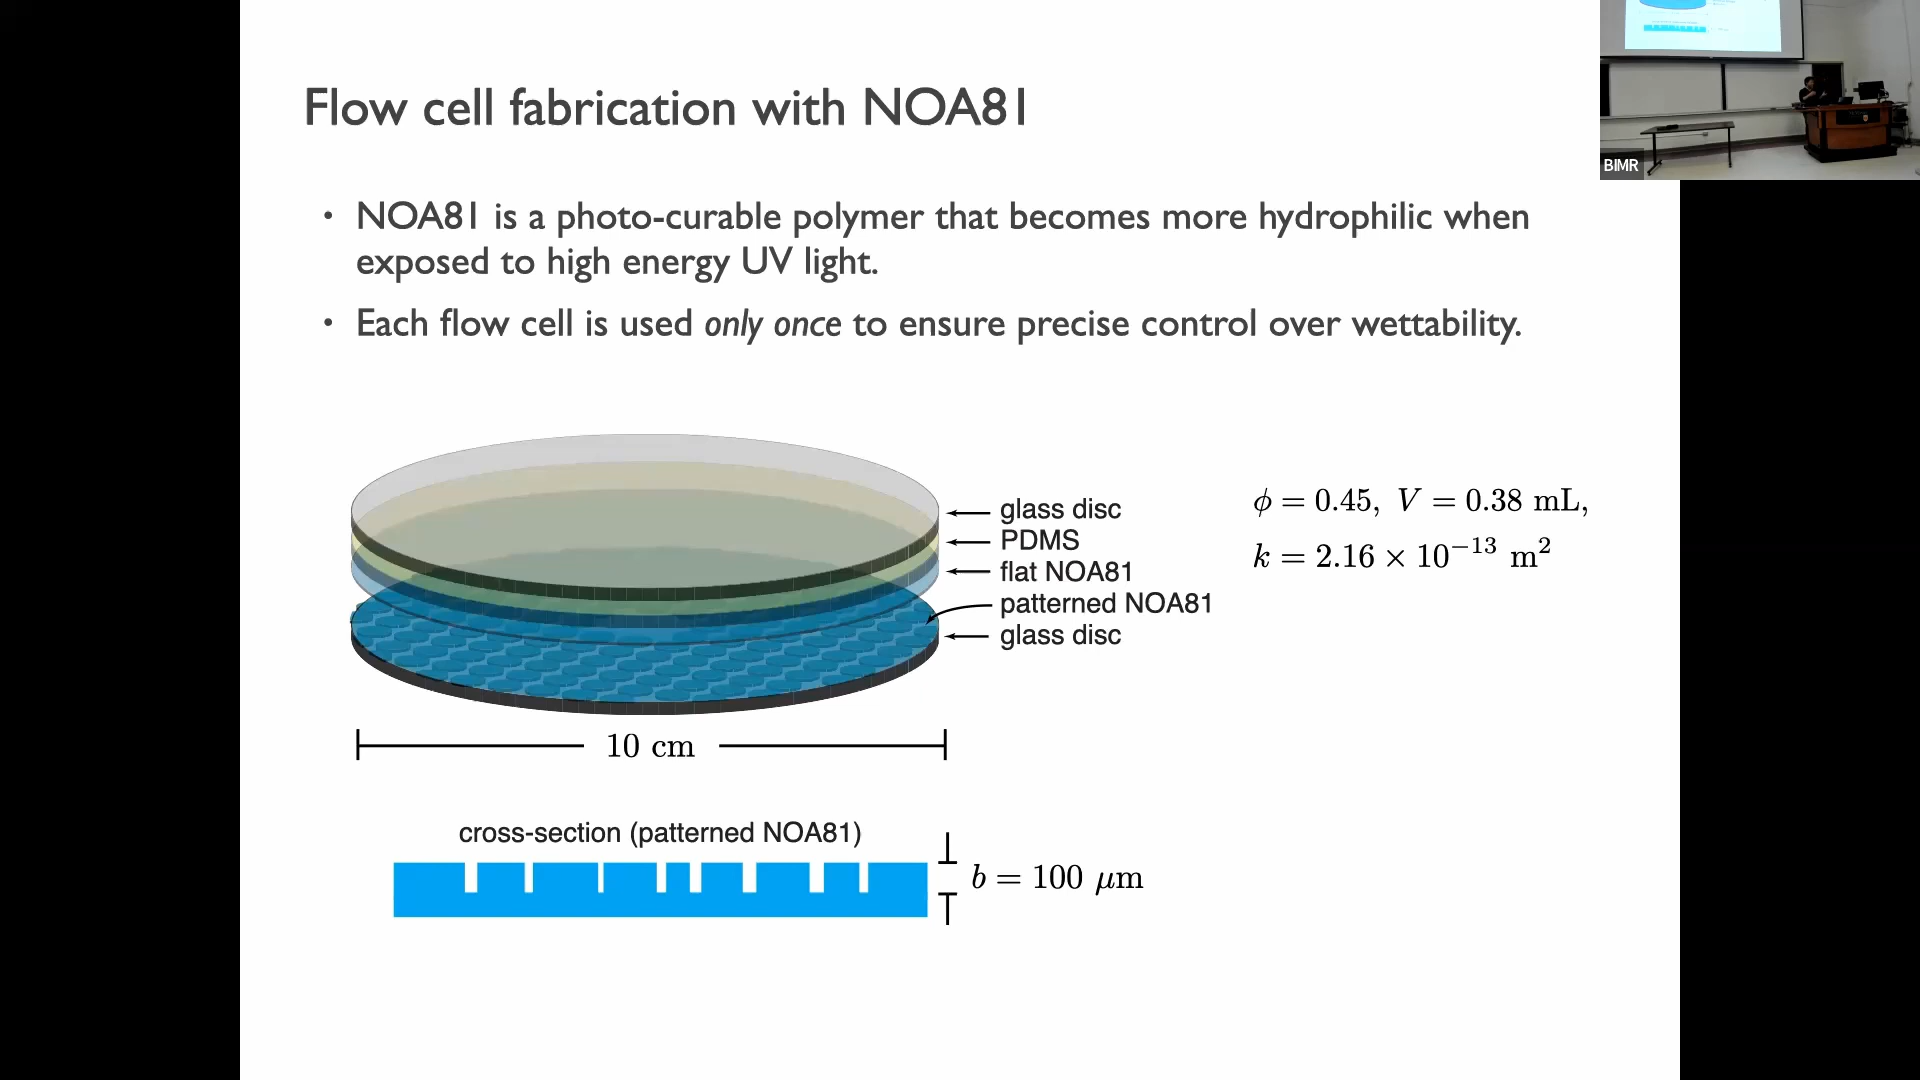 Flow cell fabrication with NOA81
BIMR
• NOA81 is a photo-curable polymer that becomes more hydrophilic when
exposed to high energy UV light.
• Each flow cell is used only once to ensure precise control over wettability.
glass disc
PDMS
flat NOA81
patterned NOA81
glass disc
ϕ = 0.45, V = 0.38 mL,
k = 2.16 × 10⁻¹³ m²
10 cm
cross-section (patterned NOA81)
b = 100 μm